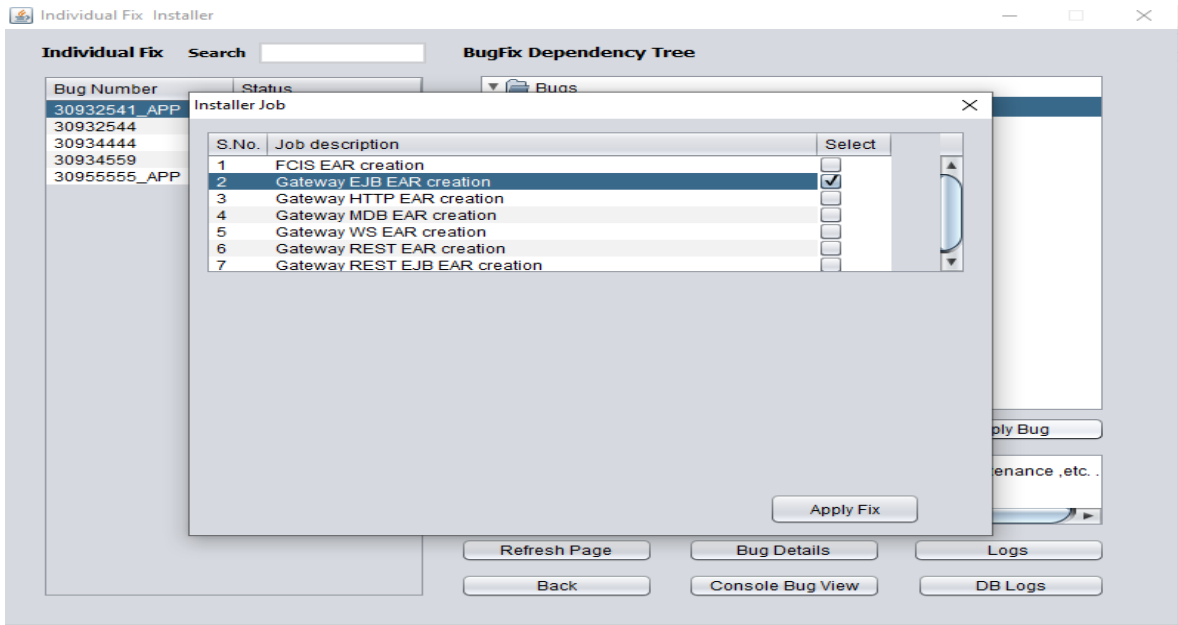 Individual Fix Installer
Individual Fix Search
BugFix Dependency Tree
Bug Number Status
30932541_APP
30932544
30934444
30934559
30955555_APP
Bugs
Installer Job
S.No. Job description Select
1 FCIS EAR creation
2 Gateway EJB EAR creation
3 Gateway HTTP EAR creation
4 Gateway MDB EAR creation
5 Gateway WS EAR creation
6 Gateway REST EAR creation
7 Gateway REST EJB EAR creation
Apply Fix
ply Bug
enance ,etc. .
Refresh Page Bug Details Logs
Back Console Bug View DB Logs